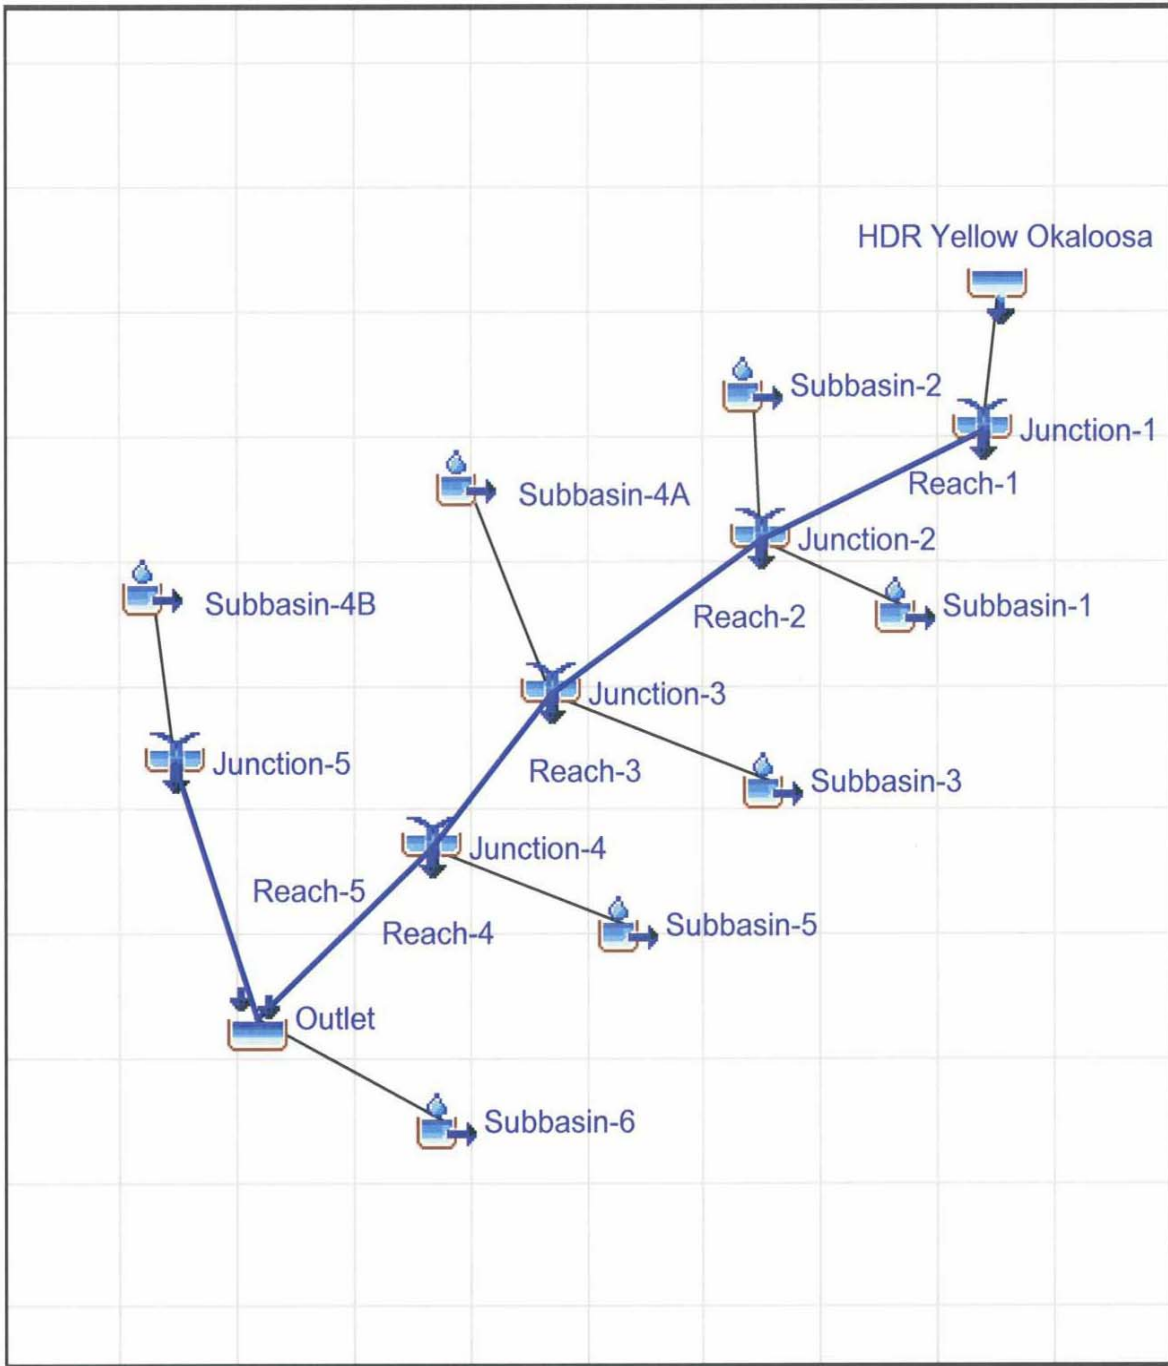 HDR Yellow Okaloosa
Subbasin-2
Junction-1
Reach-1
Subbasin-4A
Junction-2
Subbasin-4B
Subbasin-1
Reach-2
Junction-3
Junction-5
Reach-3
Subbasin-3
Junction-4
Reach-5
Subbasin-5
Reach-4
Outlet
Subbasin-6